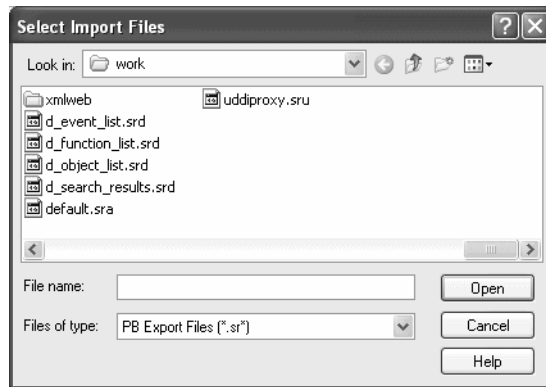 Select Import Files
Look in: work
xmlweb uddiproxy.sru
d_event_list.srd
d_function_list.srd
d_object_list.srd
d_search_results.srd
default.sra
File name: Open
Files of type: PB Export Files (*.sr*) Cancel
Help